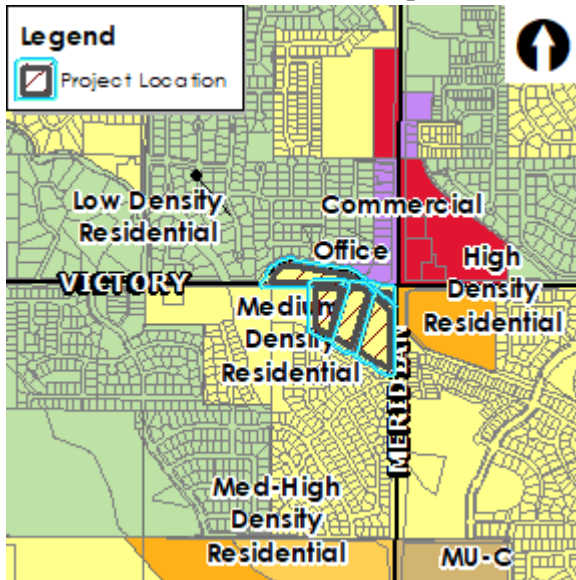 Legend
Project Location
Low Density
Residential
Commercial
Office
VICTORY
High
Density
Residential
Medium
Density
Residential
MERIDIAN
Med-High
Density
Residential
MU-C